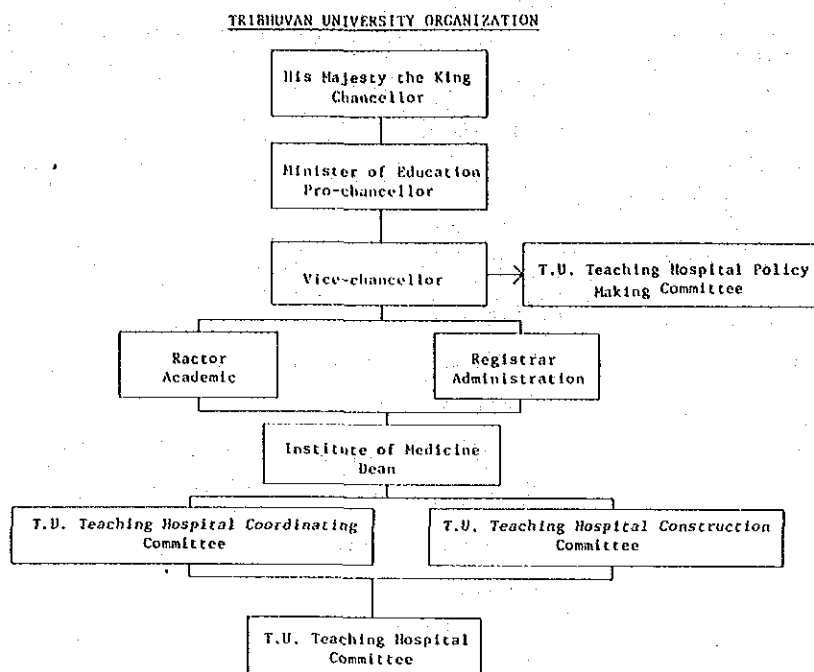 TRIBHUVAN UNIVERSITY ORGANIZATION
His Majesty the King
Chancellor
Minister of Education
Pro-chancellor
Vice-chancellor
T.U. Teaching Hospital Policy
Making Committee
Ractor
Academic
Registrar
Administration
Institute of Medicine
Dean
T.U. Teaching Hospital Coordinating
Committee
T.U. Teaching Hospital Construction
Committee
T.U. Teaching Hospital
Committee